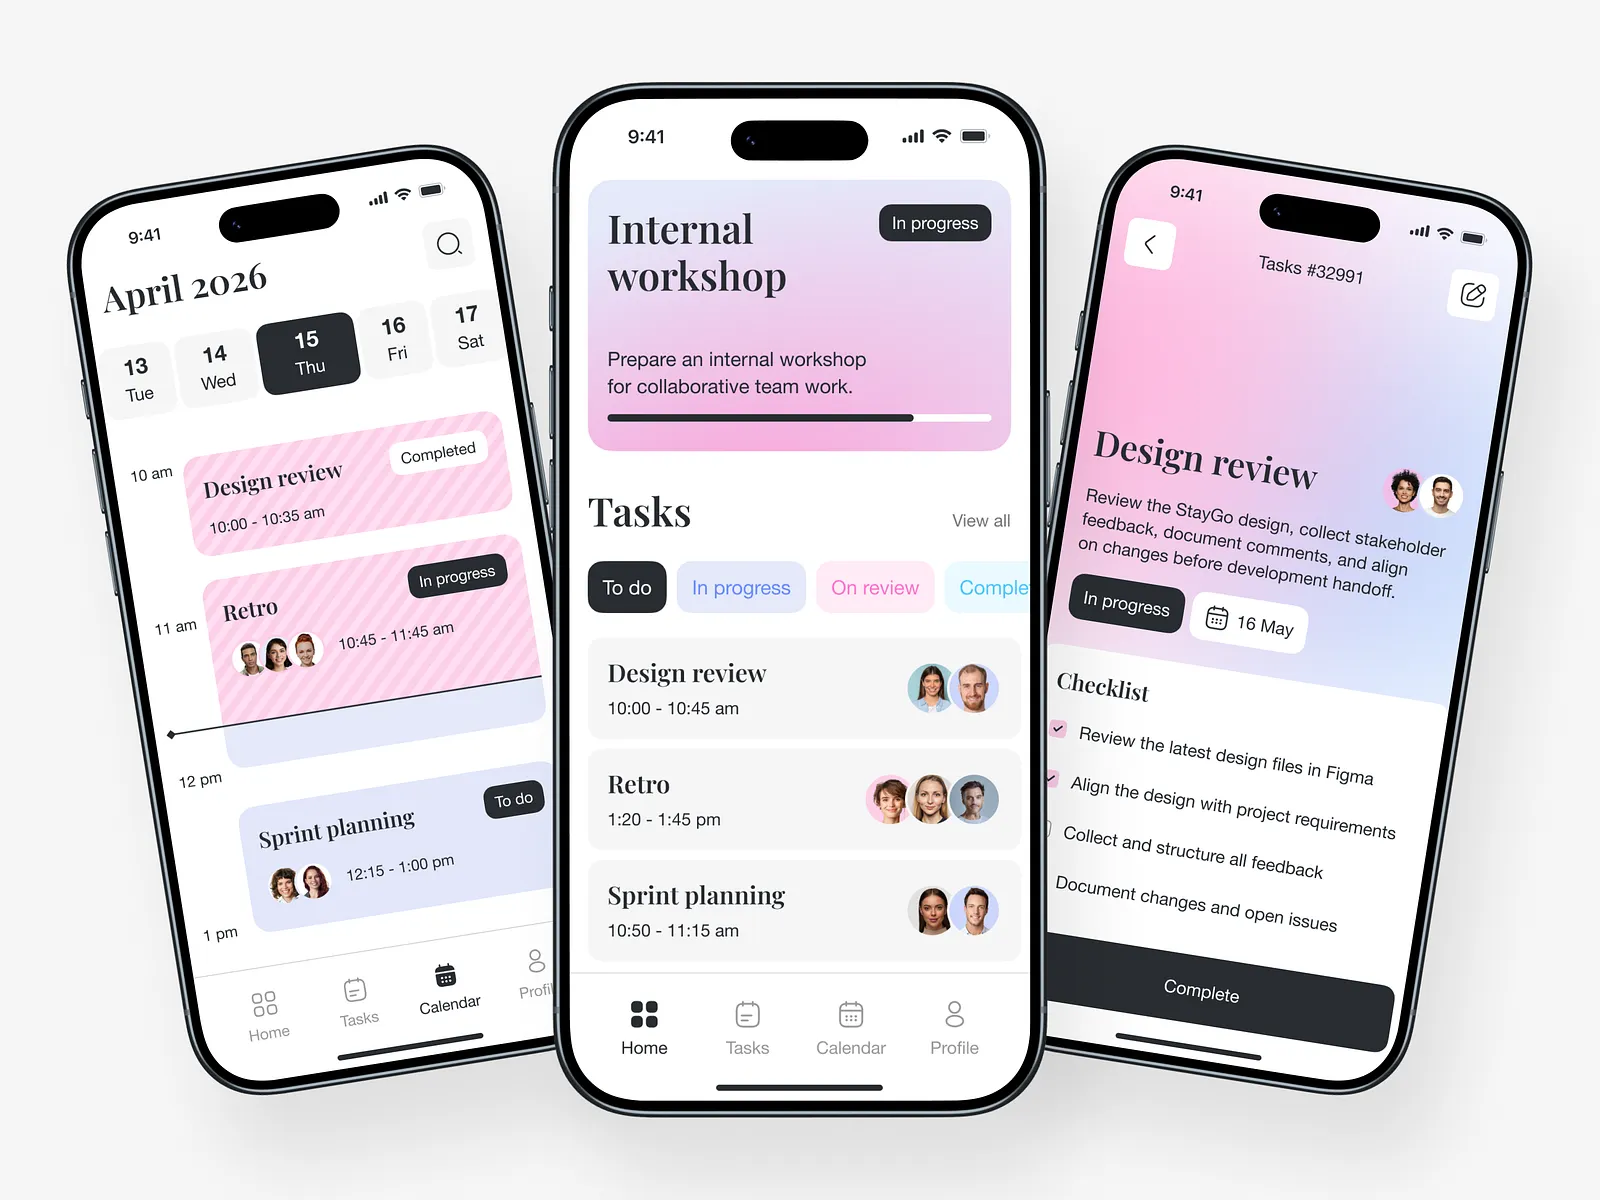 9:41
April 2026
13
Tue
14
Wed
15
Thu
16
Fri
17
Sat
10 am
Design review
Completed
10:00 - 10:35 am
11 am
Retro
In progress
10:45 - 11:45 am
12 pm
Sprint planning
To do
12:15 - 1:00 pm
1 pm
Home
Tasks
Calendar
Profil
9:41
Internal
workshop
In progress
Prepare an internal workshop
for collaborative team work.
Tasks
View all
To do
In progress
On review
Comple
Design review
10:00 - 10:45 am
Retro
1:20 - 1:45 pm
Sprint planning
10:50 - 11:15 am
Home
Tasks
Calendar
Profile
9:41
Tasks #32991
Design review
Review the StayGo design, collect stakeholder
feedback, document comments, and align
on changes before development handoff.
In progress
16 May
Checklist
Review the latest design files in Figma
Align the design with project requirements
Collect and structure all feedback
Document changes and open issues
Complete